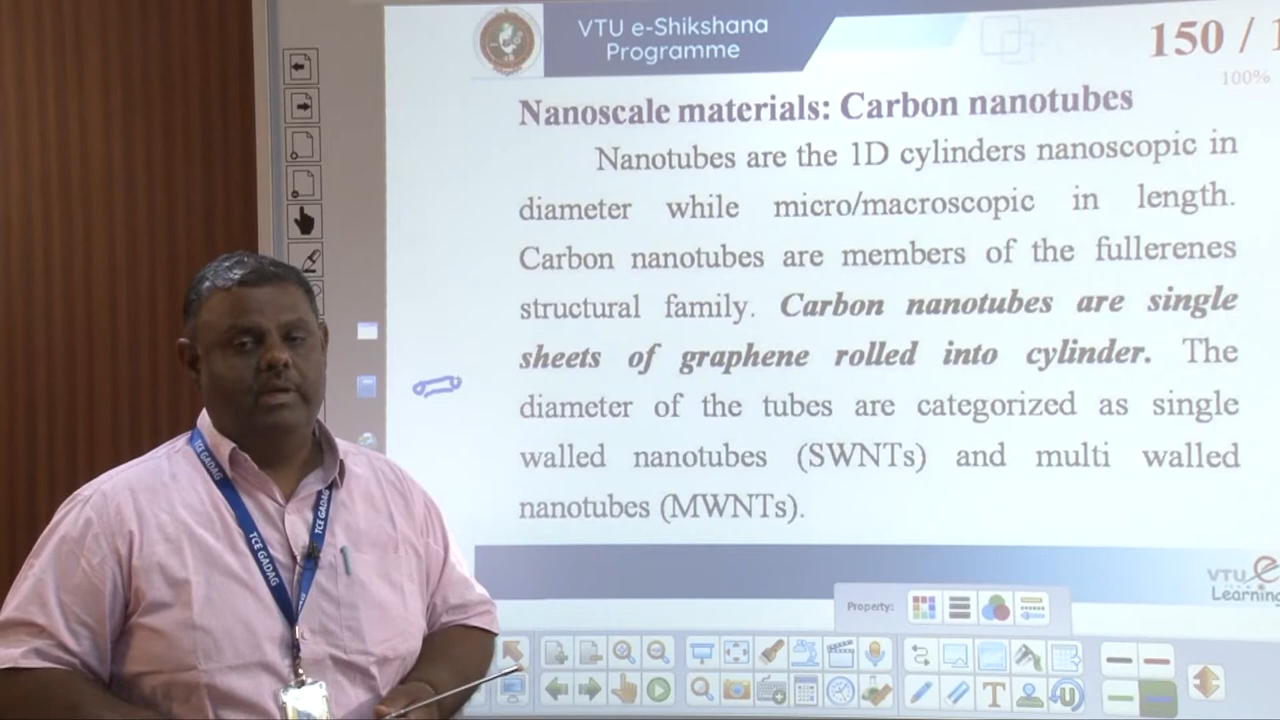 VTU e-Shikshana
Programme
150 / 1
100%
Nanoscale materials: Carbon nanotubes
Nanotubes are the 1D cylinders nanoscopic in
diameter while micro/macroscopic in length.
Carbon nanotubes are members of the fullerenes
structural family. Carbon nanotubes are single
sheets of graphene rolled into cylinder. The
diameter of the tubes are categorized as single
walled nanotubes (SWNTs) and multi walled
nanotubes (MWNTs).
VTU e
Learning
Property:
T
U
TCE GADAG
TCE GADAG
TCE GADAG